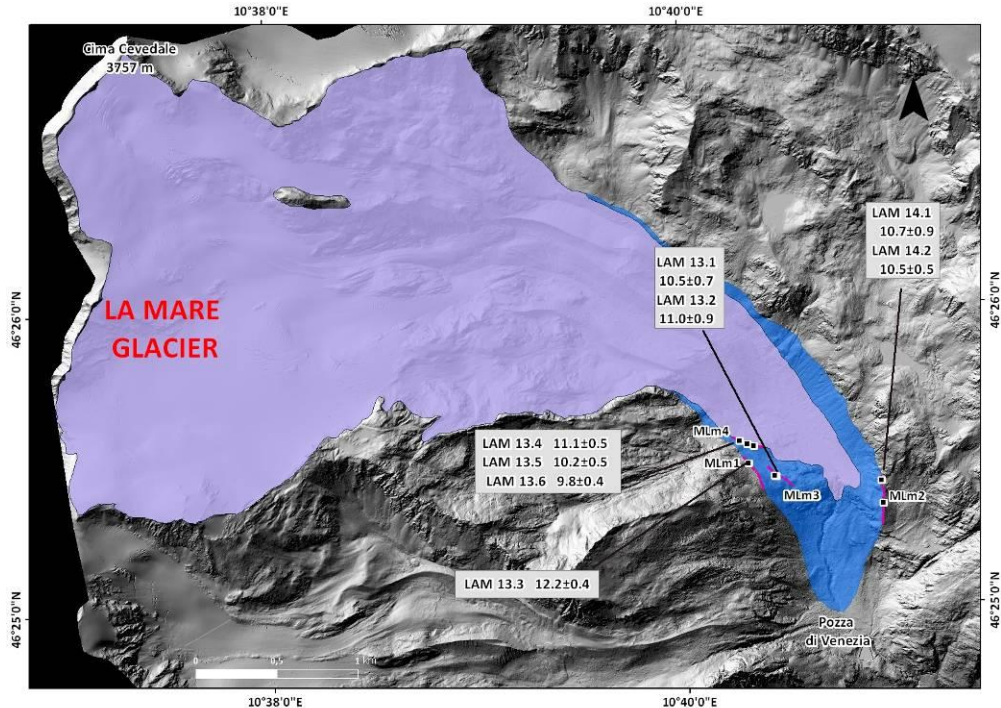 10°38'0"E
10°40'0"E
Cima Cevedale
3757 m
LAM 14.1
10.7±0.9
LAM 14.2
10.5±0.5
LAM 13.1
10.5±0.7
LAM 13.2
11.0±0.9
46°26'0"N
46°26'0"N
LA MARE
GLACIER
MLm4
LAM 13.4 11.1±0.5
LAM 13.5 10.2±0.5
LAM 13.6 9.8±0.4
MLm1
MLm3
MLm2
LAM 13.3 12.2±0.4
46°25'0"N
46°25'0"N
Pozza
di Venezia
0 0,5 1 km
10°38'0"E
10°40'0"E